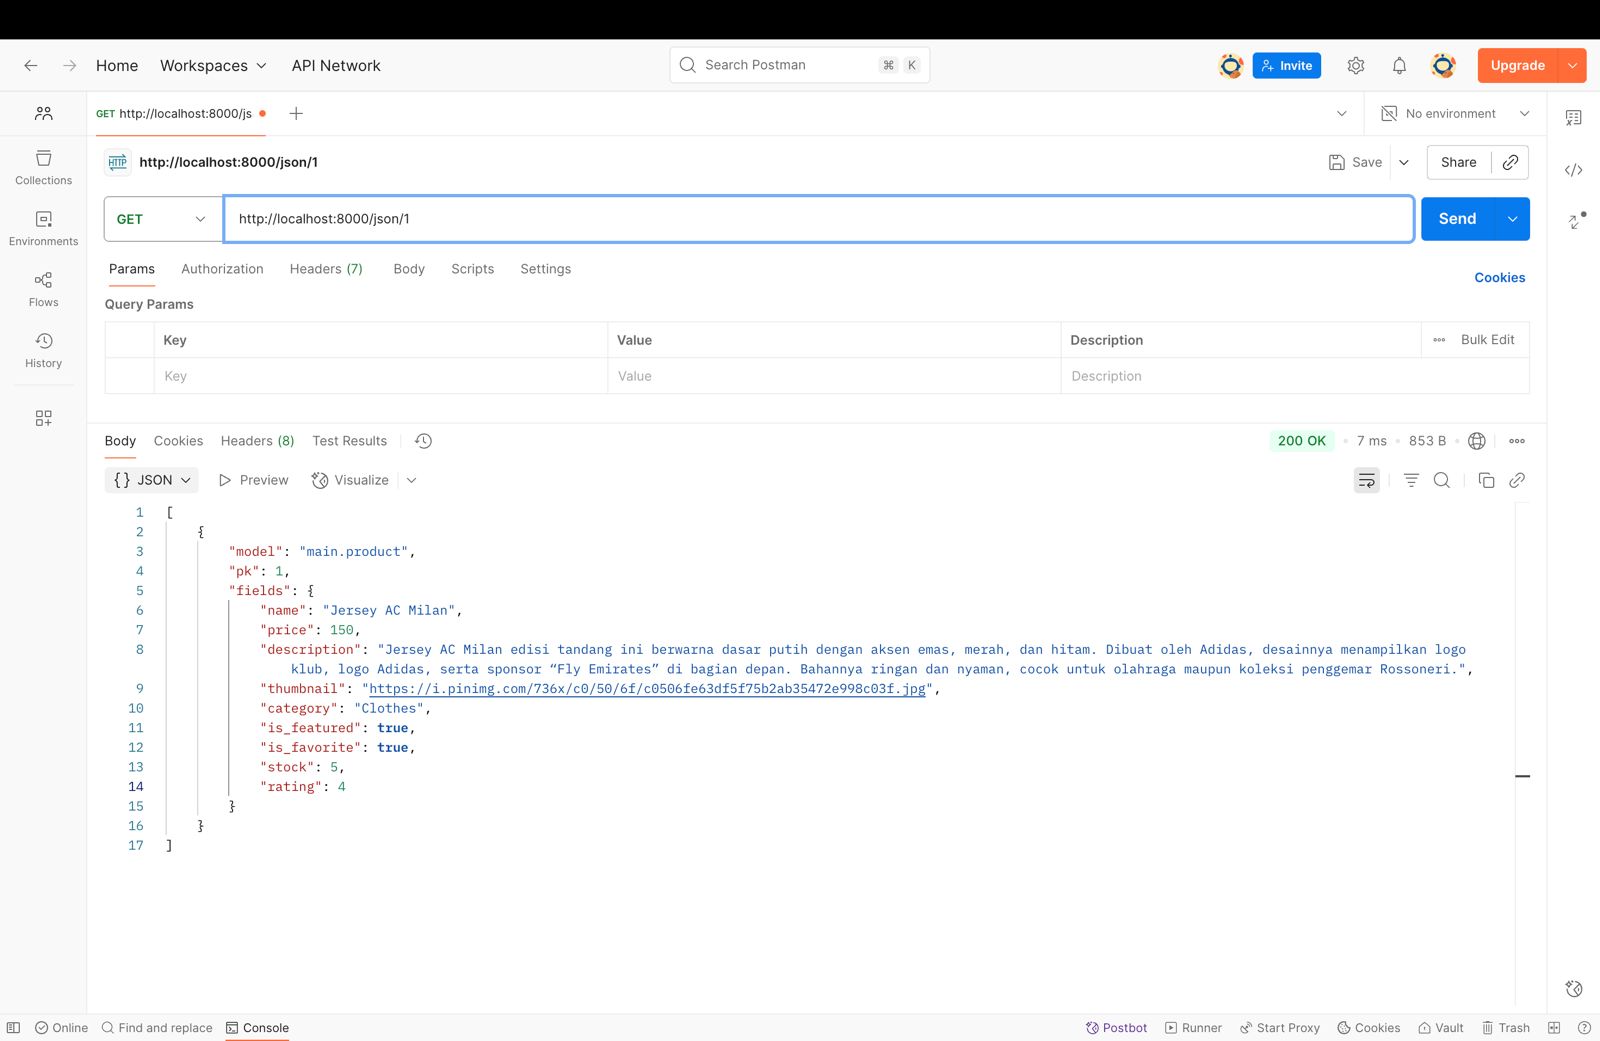 Home Workspaces API Network Search Postman ⌘ K Invite Upgrade
GET http://localhost:8000/js No environment
HTTP http://localhost:8000/json/1 Save Share
GET http://localhost:8000/json/1 Send
Collections
Environments
Flows
History
Params Authorization Headers (7) Body Scripts Settings Cookies
Query Params
Key Value Description Bulk Edit
Key Value Description
Body Cookies Headers (8) Test Results 200 OK • 7 ms • 853 B
{} JSON Preview Visualize
1 [
2 {
3 "model": "main.product",
4 "pk": 1,
5 "fields": {
6 "name": "Jersey AC Milan",
7 "price": 150,
8 "description": "Jersey AC Milan edisi tandang ini berwarna dasar putih dengan aksen emas, merah, dan hitam. Dibuat oleh Adidas, desainnya menampilkan logo
klub, logo Adidas, serta sponsor “Fly Emirates” di bagian depan. Bahannya ringan dan nyaman, cocok untuk olahraga maupun koleksi penggemar Rossoneri.",
9 "thumbnail": "https://i.pinimg.com/736x/c0/50/6f/c0506fe63df5f75b2ab35472e998c03f.jpg",
10 "category": "Clothes",
11 "is_featured": true,
12 "is_favorite": true,
13 "stock": 5,
14 "rating": 4
15 }
16 }
17 ]
Online Find and replace Console Postbot Runner Start Proxy Cookies Vault Trash